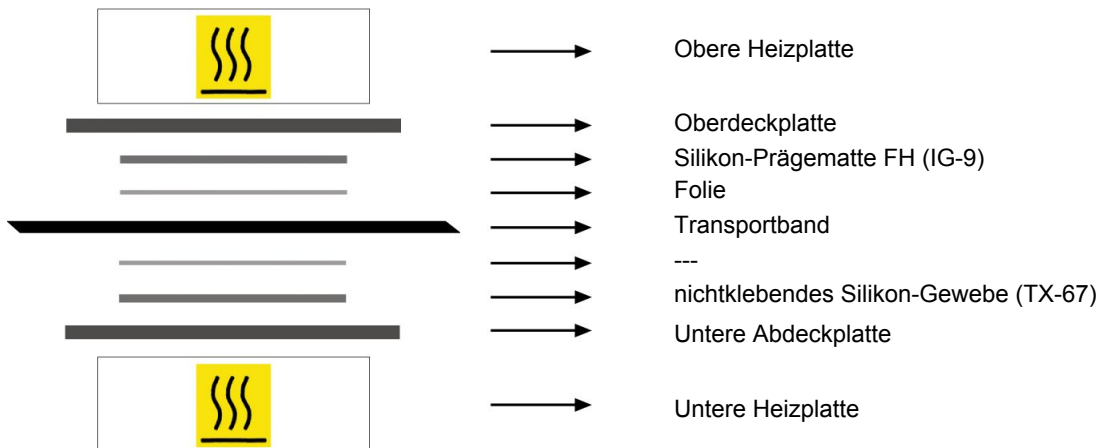 Obere Heizplatte
Oberdeckplatte
Silikon-Prägematte FH (IG-9)
Folie
Transportband
---
nichtklebendes Silikon-Gewebe (TX-67)
Untere Abdeckplatte
Untere Heizplatte